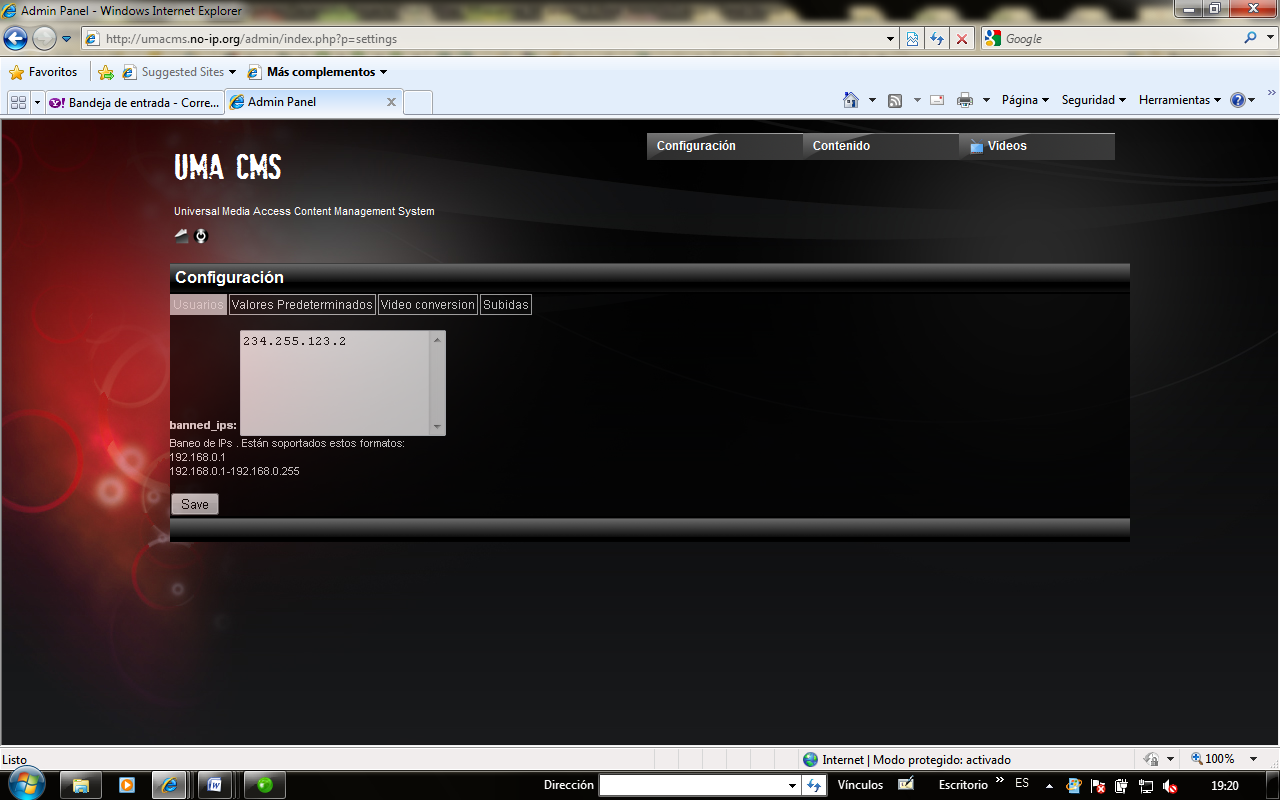 Admin Panel - Windows Internet Explorer
http://umacms.no-ip.org/admin/index.php?p=settings
Google
Favoritos
Suggested Sites
Más complementos
Bandeja de entrada - Corre...
Admin Panel
Página
Seguridad
Herramientas
UMA CMS
Configuración
Contenido
Videos
Universal Media Access Content Management System
Configuración
Usuarios
Valores Predeterminados
Video conversion
Subidas
234.255.123.2
banned_ips:
Baneo de IPs . Están soportados estos formatos:
192.168.0.1
192.168.0.1-192.168.0.255
Save
Listo
Internet | Modo protegido: activado
100%
Dirección
Vínculos
Escritorio
ES
19:20